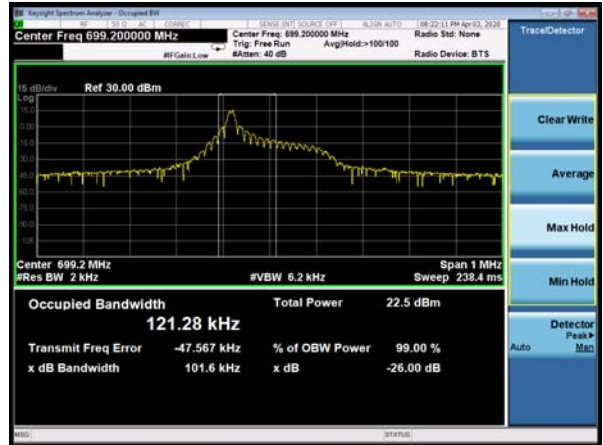 Keysight Spectrum Analyzer - Occupied BW
RF 50 Ω AC CORREC SENSE:INT SOURCE OFF ALIGN AUTO 08:22:11 PM Apr 03, 2020
Center Freq 699.200000 MHz
Center Freq: 699.200000 MHz
Radio Std: None
Trig: Free Run Avg|Hold:>100/100
#IFGain:Low #Atten: 40 dB Radio Device: BTS
Trace/Detector
15 dB/div Ref 30.00 dBm
Log
15.0
0.00
-15.0
-30.0
-45.0
-60.0
-75.0
-90.0
-105
Center 699.2 MHz Span 1 MHz
#Res BW 2 kHz #VBW 6.2 kHz Sweep 238.4 ms
Occupied Bandwidth Total Power 22.5 dBm
121.28 kHz
Transmit Freq Error -47.567 kHz % of OBW Power 99.00 %
x dB Bandwidth 101.6 kHz x dB -26.00 dB
Clear Write
Average
Max Hold
Min Hold
Detector
Peak▶
Auto Man
MSG STATUS